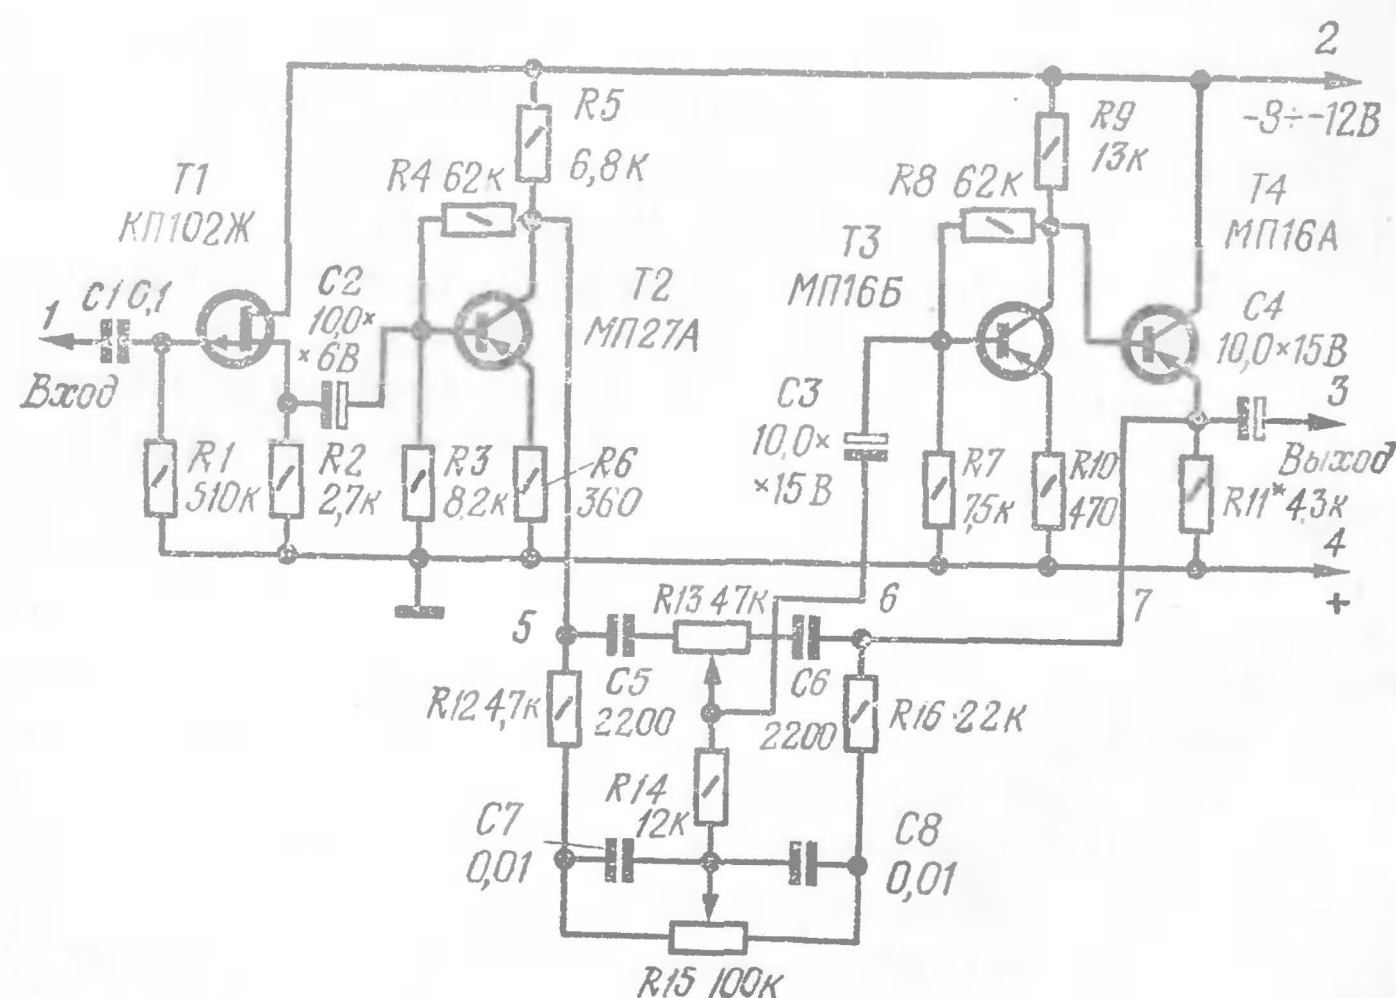 2
-9÷-12В
R5
6,8к
R9
13к
R4 62к
R8 62к
Т1
КП102Ж
Т4
МП16А
Т3
МП16Б
Т2
МП27А
С2
10,0×
×6В
С1 0,1
1
Вход
С4
10,0×15В
3
Выход
С3
10,0×
×15В
R1
510к
R2
2,7к
R3
8,2к
R6
360
R7
7,5к
R10
470
R11* 4,3к
4
+
5
R13 47к
6
7
R12 4,7к
С5
2200
С6
2200
R16 22к
R14
12к
С7
0,01
С8
0,01
R15 100к